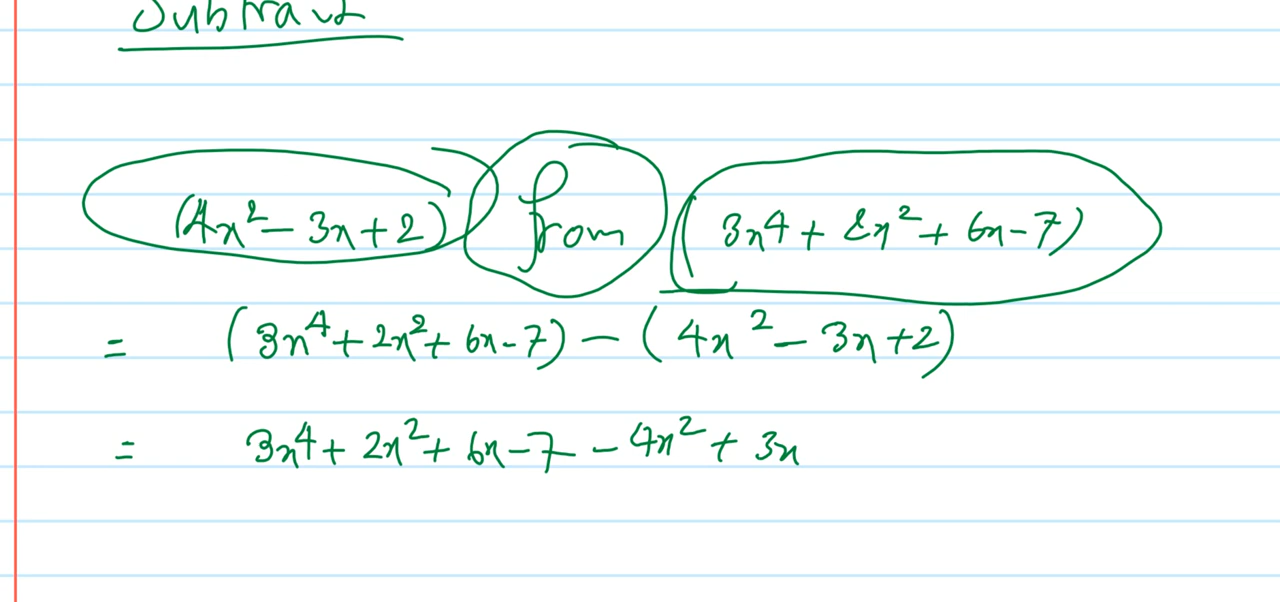 Subtract
(4x² - 3x + 2) from (3x⁴ + 2x² + 6x - 7)
= (3x⁴ + 2x² + 6x - 7) - (4x² - 3x + 2)
= 3x⁴ + 2x² + 6x - 7 - 4x² + 3x